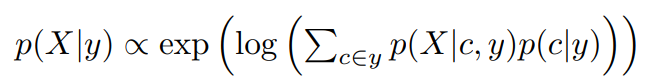 p(X|y) ∝ exp(log(∑_{c∈y} p(X|c, y)p(c|y)))